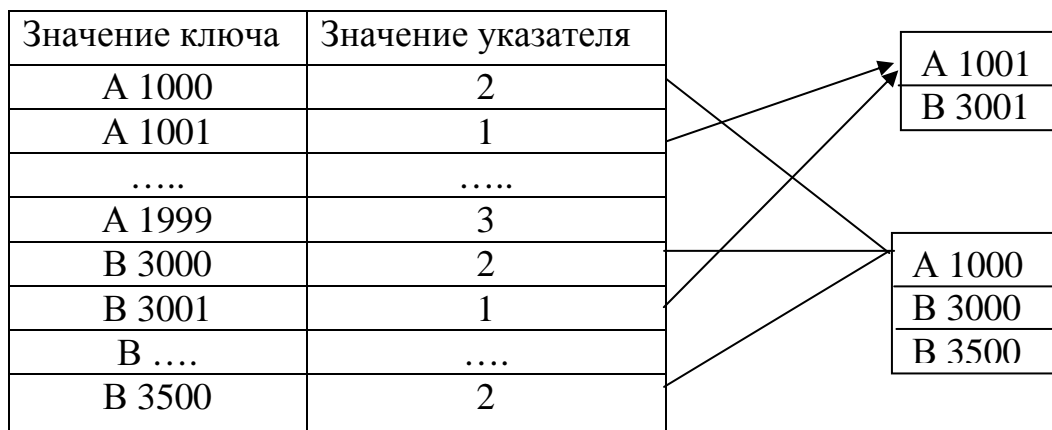 Значение ключа Значение указателя
А 1000 2
А 1001 1
….. …..
А 1999 3
В 3000 2
В 3001 1
В …. ….
В 3500 2
А 1001
В 3001
А 1000
В 3000
В 3500